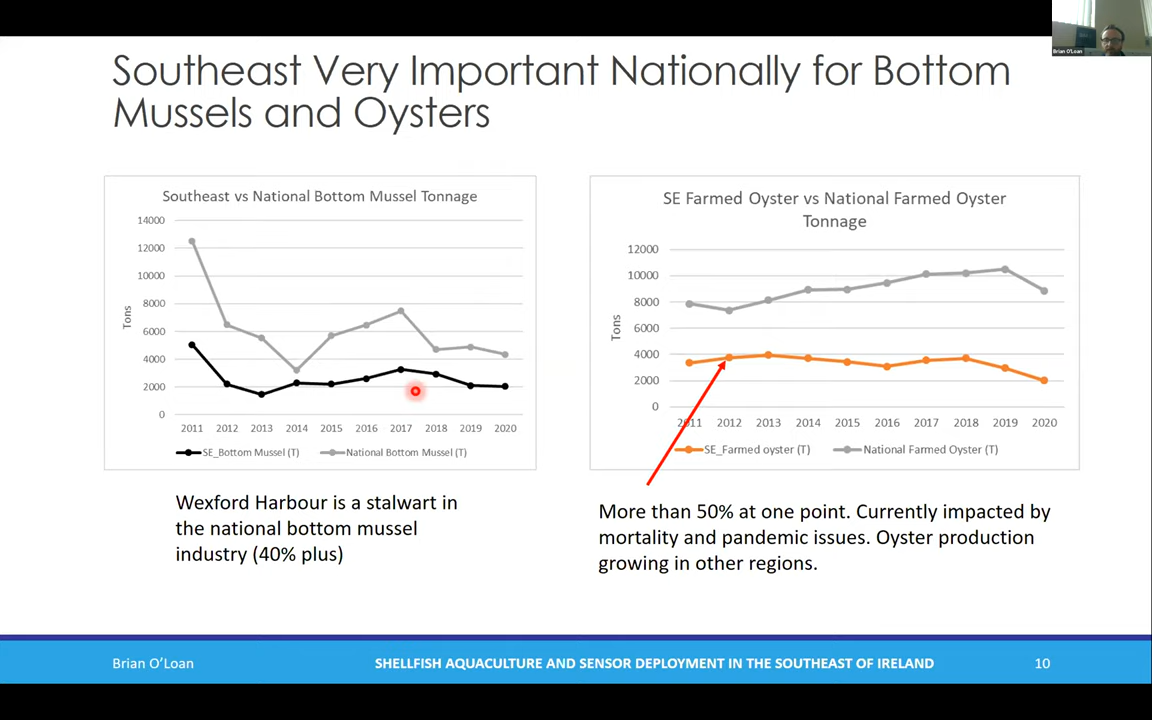 Brian O'Loan
Southeast Very Important Nationally for Bottom
Mussels and Oysters
Southeast vs National Bottom Mussel Tonnage
14000
12000
10000
8000
6000
4000
2000
0
Tons
2011 2012 2013 2014 2015 2016 2017 2018 2019 2020
SE_Bottom Mussel (T) National Bottom Mussel (T)
SE Farmed Oyster vs National Farmed Oyster
Tonnage
12000
10000
8000
6000
4000
2000
0
Tons
2011 2012 2013 2014 2015 2016 2017 2018 2019 2020
SE_Farmed oyster (T) National Farmed Oyster (T)
Wexford Harbour is a stalwart in
the national bottom mussel
industry (40% plus)
More than 50% at one point. Currently impacted by
mortality and pandemic issues. Oyster production
growing in other regions.
Brian O'Loan SHELLFISH AQUACULTURE AND SENSOR DEPLOYMENT IN THE SOUTHEAST OF IRELAND 10